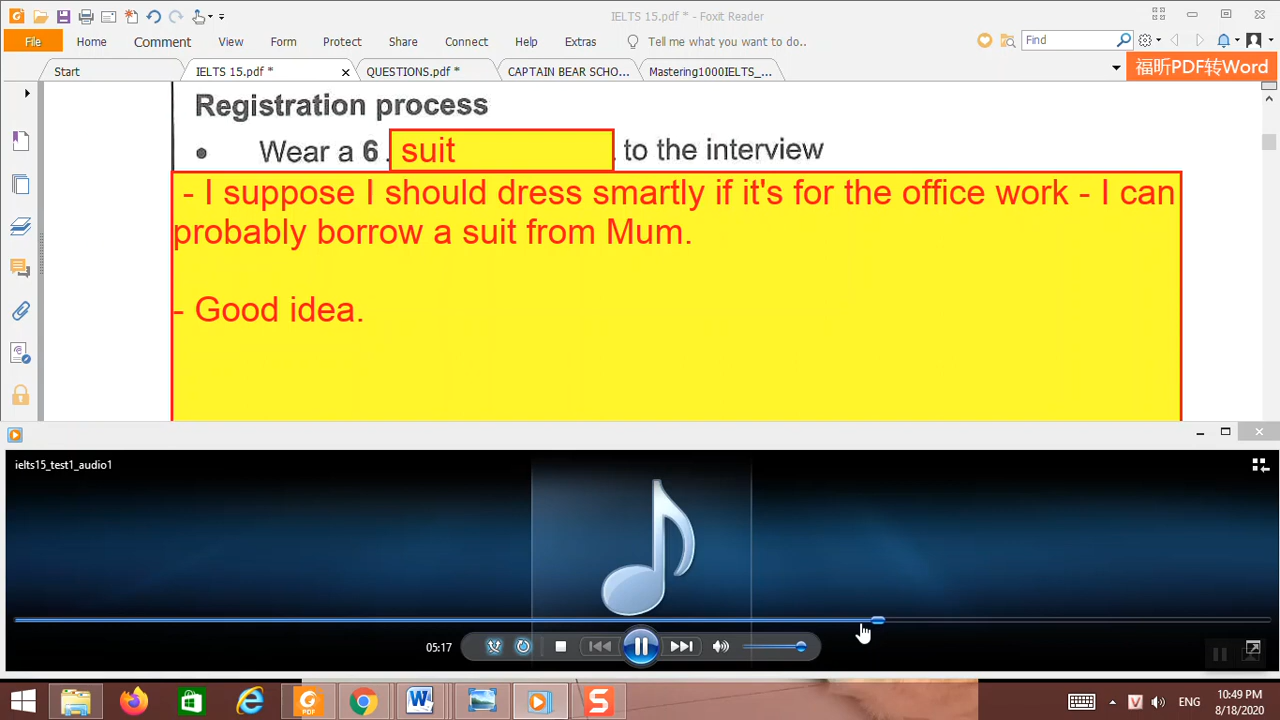 IELTS 15.pdf * - Foxit Reader
File Home Comment View Form Protect Share Connect Help Extras Tell me what you want to do.. Find
Start IELTS 15.pdf * QUESTIONS.pdf * CAPTAIN BEAR SCHO... Mastering1000IELTS_...
福昕PDF转Word
Registration process
• Wear a 6 suit to the interview
- I suppose I should dress smartly if it's for the office work - I can
probably borrow a suit from Mum.
- Good idea.
ielts15_test1_audio1
05:17
ENG
10:49 PM
8/18/2020